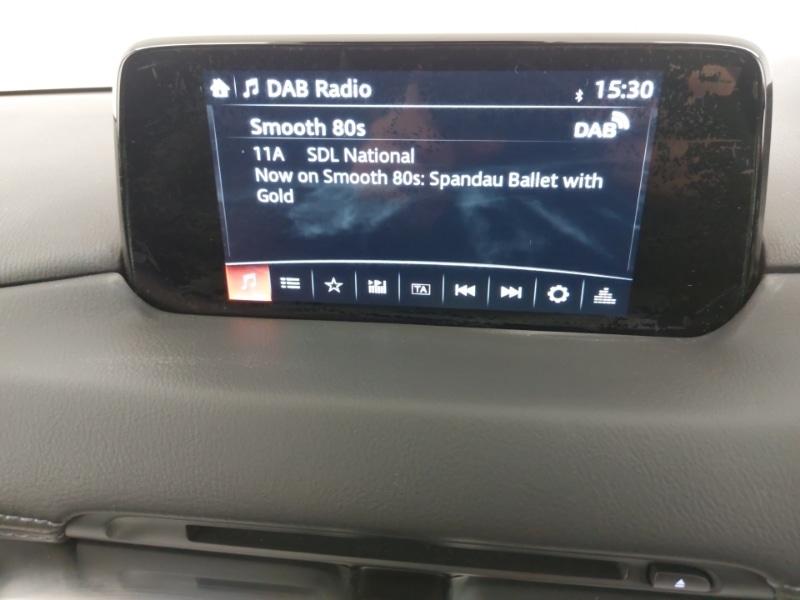 DAB Radio 15:30
Smooth 80s DAB
11A SDL National
Now on Smooth 80s: Spandau Ballet with
Gold
TA